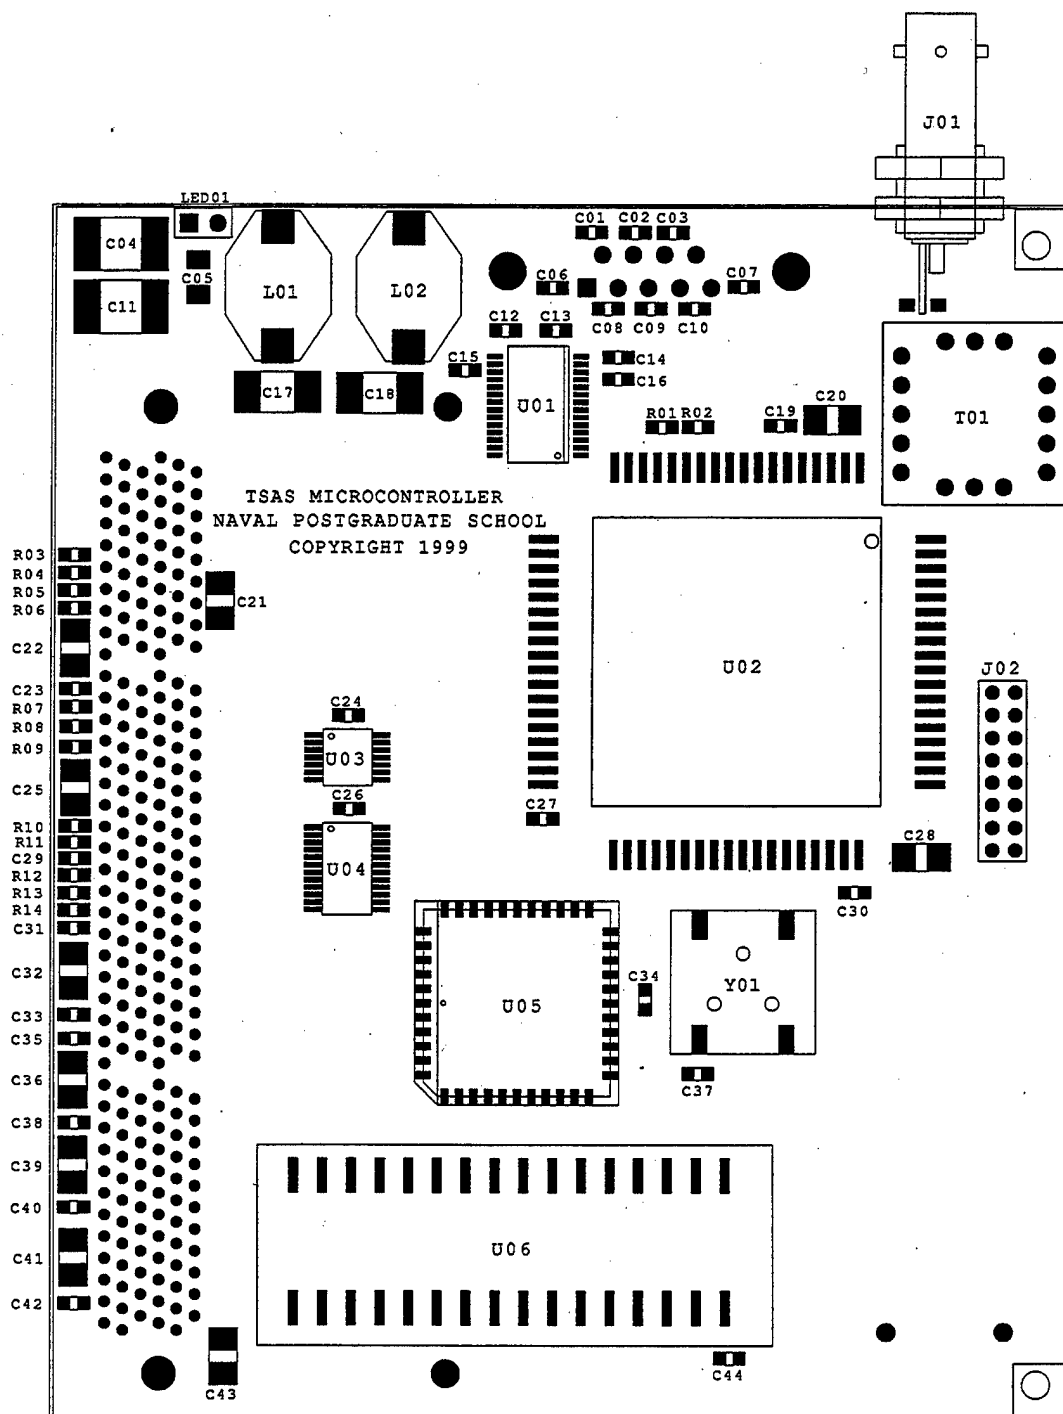 J01
LED01
C01 C02 C03
C04
C05
C06
C07
L01
L02
C11
C08 C09 C10
C12 C13
C14
C15
C16
C17
C18
U01
C20
R01 R02
C19
T01
TSAS MICROCONTROLLER
NAVAL POSTGRADUATE SCHOOL
COPYRIGHT 1999
R03
R04
R05
R06
C21
C22
U02
J02
C23
R07
C24
R08
R09
U03
C25
C26
C27
R10
R11
C28
C29
R12
U04
R13
R14
C30
C31
C32
C34
Y01
U05
C33
C35
C36
C37
C38
C39
C40
U06
C41
C42
C43
C44